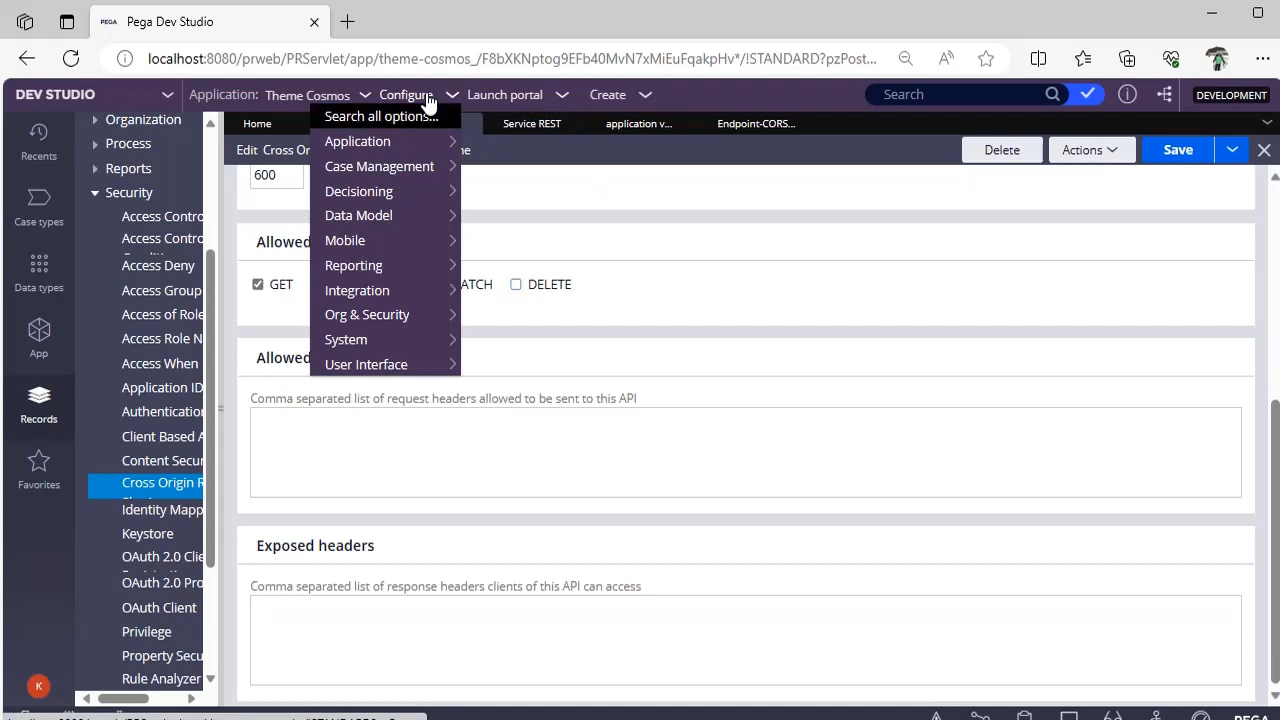 PEGA Pega Dev Studio
localhost:8080/prweb/PRServlet/app/theme-cosmos_/F8bXKNptog9EFb40MvN7xMiEuFqakpHv*/!STANDARD?pzPost...
DEV STUDIO Application: Theme Cosmos Configure Launch portal Create Search DEVELOPMENT
Search all options...
Application
Case Management
Decisioning
Data Model
Mobile
Reporting
Integration
Org & Security
System
User Interface
Recents
Case types
Data types
App
Records
Favorites
K
Organization
Process
Reports
Security
Access Contro
Access Contro
Access Deny
Access Group
Access of Role
Access Role N
Access When
Application ID
Authentication
Client Based A
Content Secur
Cross Origin R
Identity Mapp
Keystore
OAuth 2.0 Clie
OAuth 2.0 Pro
OAuth Client
Privilege
Property Secu
Rule Analyzer
Home Service REST application v... Endpoint-CORS...
Edit Cross Or ne Delete Actions Save
600
Allowed
GET ATCH DELETE
Allowed
Comma separated list of request headers allowed to be sent to this API
Exposed headers
Comma separated list of response headers clients of this API can access